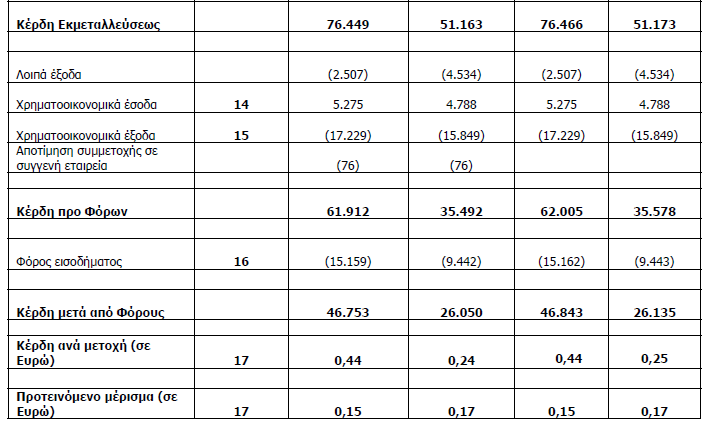 Κέρδη Εκμεταλλεύσεως 76.449 51.163 76.466 51.173
Λοιπά έξοδα (2.507) (4.534) (2.507) (4.534)
Χρηματοοικονομικά έσοδα 14 5.275 4.788 5.275 4.788
Χρηματοοικονομικά έξοδα 15 (17.229) (15.849) (17.229) (15.849)
Αποτίμηση συμμετοχής σε
συγγενή εταιρεία (76) (76)
Κέρδη προ Φόρων 61.912 35.492 62.005 35.578
Φόρος εισοδήματος 16 (15.159) (9.442) (15.162) (9.443)
Κέρδη μετά από Φόρους 46.753 26.050 46.843 26.135
Κέρδη ανά μετοχή (σε
Ευρώ) 17 0,44 0,24 0,44 0,25
Προτεινόμενο μέρισμα (σε
Ευρώ) 17 0,15 0,17 0,15 0,17